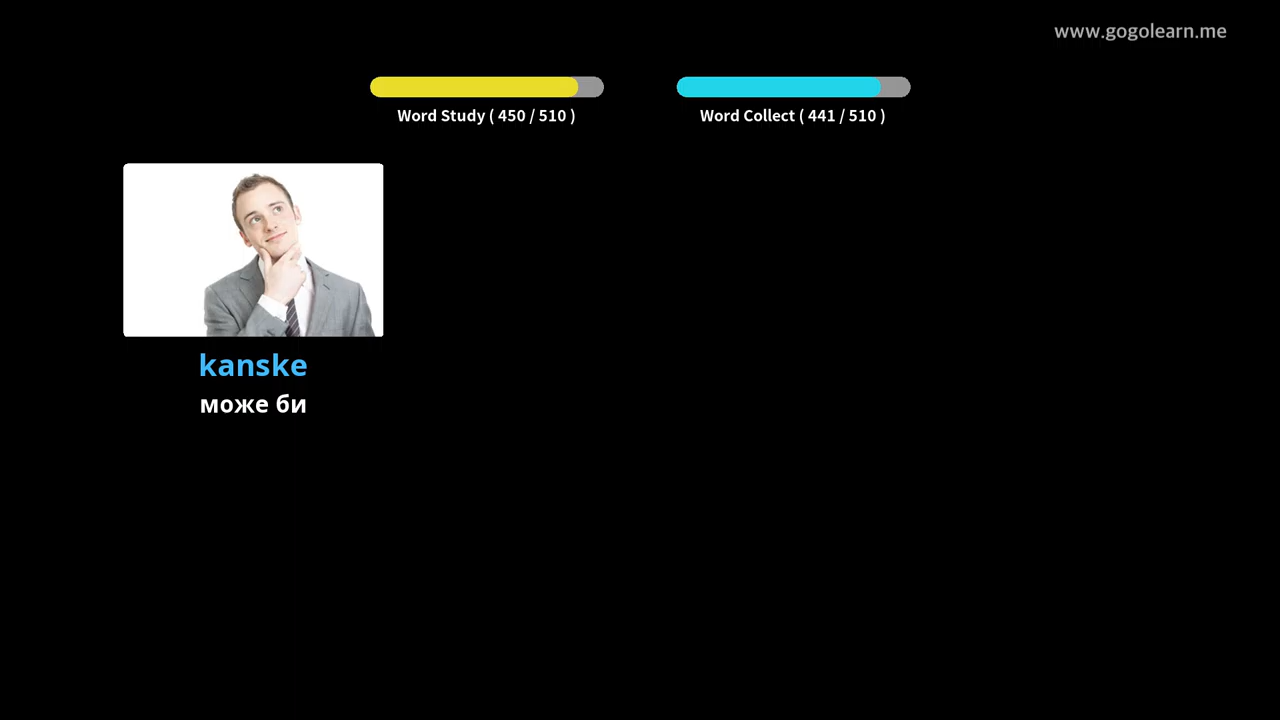 www.gogolearn.me
Word Study ( 450 / 510 )
Word Collect ( 441 / 510 )
kanske
може би